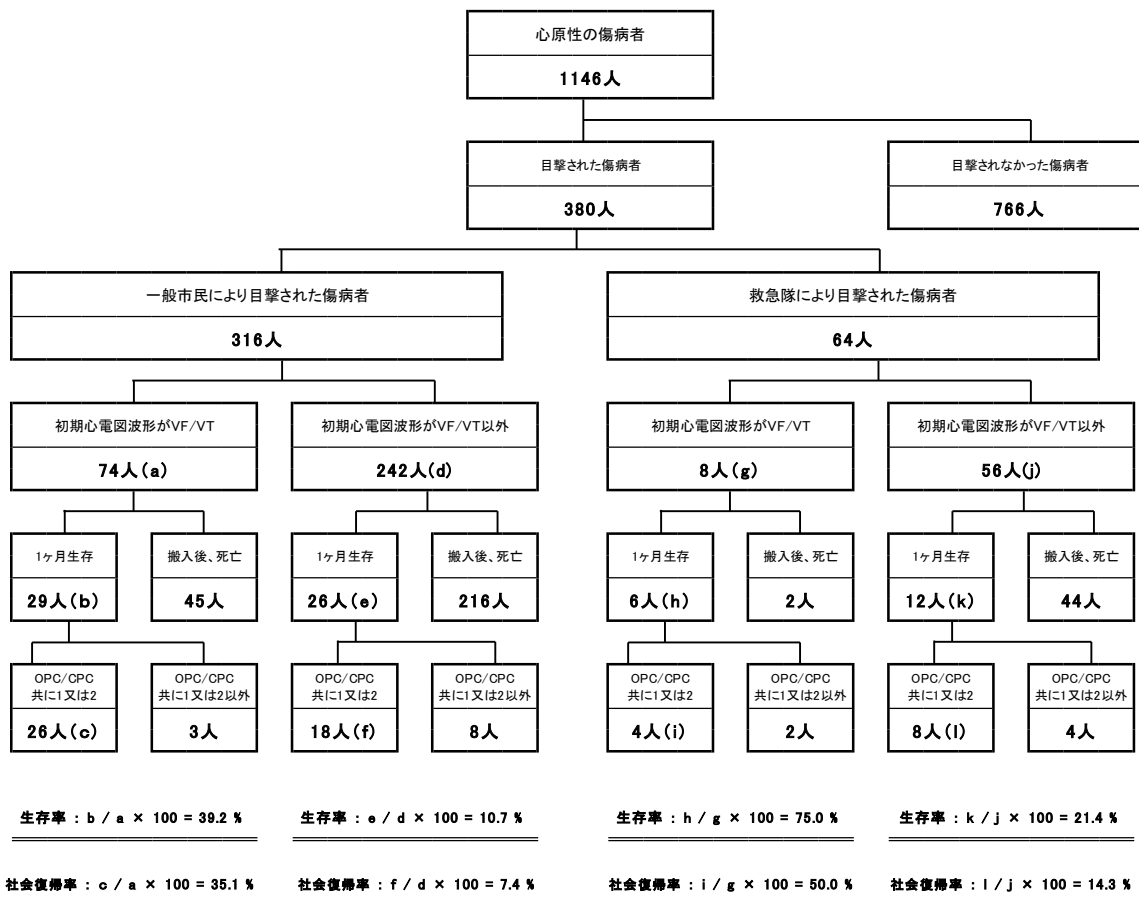 心原性の傷病者
1146人
目撃された傷病者
380人
目撃されなかった傷病者
766人
一般市民により目撃された傷病者
316人
救急隊により目撃された傷病者
64人
初期心電図波形がVF/VT
74人(a)
初期心電図波形がVF/VT以外
242人(d)
初期心電図波形がVF/VT
8人(g)
初期心電図波形がVF/VT以外
56人(j)
1ヶ月生存
29人(b)
搬入後、死亡
45人
1ヶ月生存
26人(e)
搬入後、死亡
216人
1ヶ月生存
6人(h)
搬入後、死亡
2人
1ヶ月生存
12人(k)
搬入後、死亡
44人
OPC/CPC
共に1又は2
26人(c)
OPC/CPC
共に1又は2以外
3人
OPC/CPC
共に1又は2
18人(f)
OPC/CPC
共に1又は2以外
8人
OPC/CPC
共に1又は2
4人(i)
OPC/CPC
共に1又は2以外
2人
OPC/CPC
共に1又は2
8人(l)
OPC/CPC
共に1又は2以外
4人
生存率 : b / a × 100 = 39.2 %
生存率 : e / d × 100 = 10.7 %
生存率 : h / g × 100 = 75.0 %
生存率 : k / j × 100 = 21.4 %
社会復帰率 : c / a × 100 = 35.1 %
社会復帰率 : f / d × 100 = 7.4 %
社会復帰率 : i / g × 100 = 50.0 %
社会復帰率 : l / j × 100 = 14.3 %